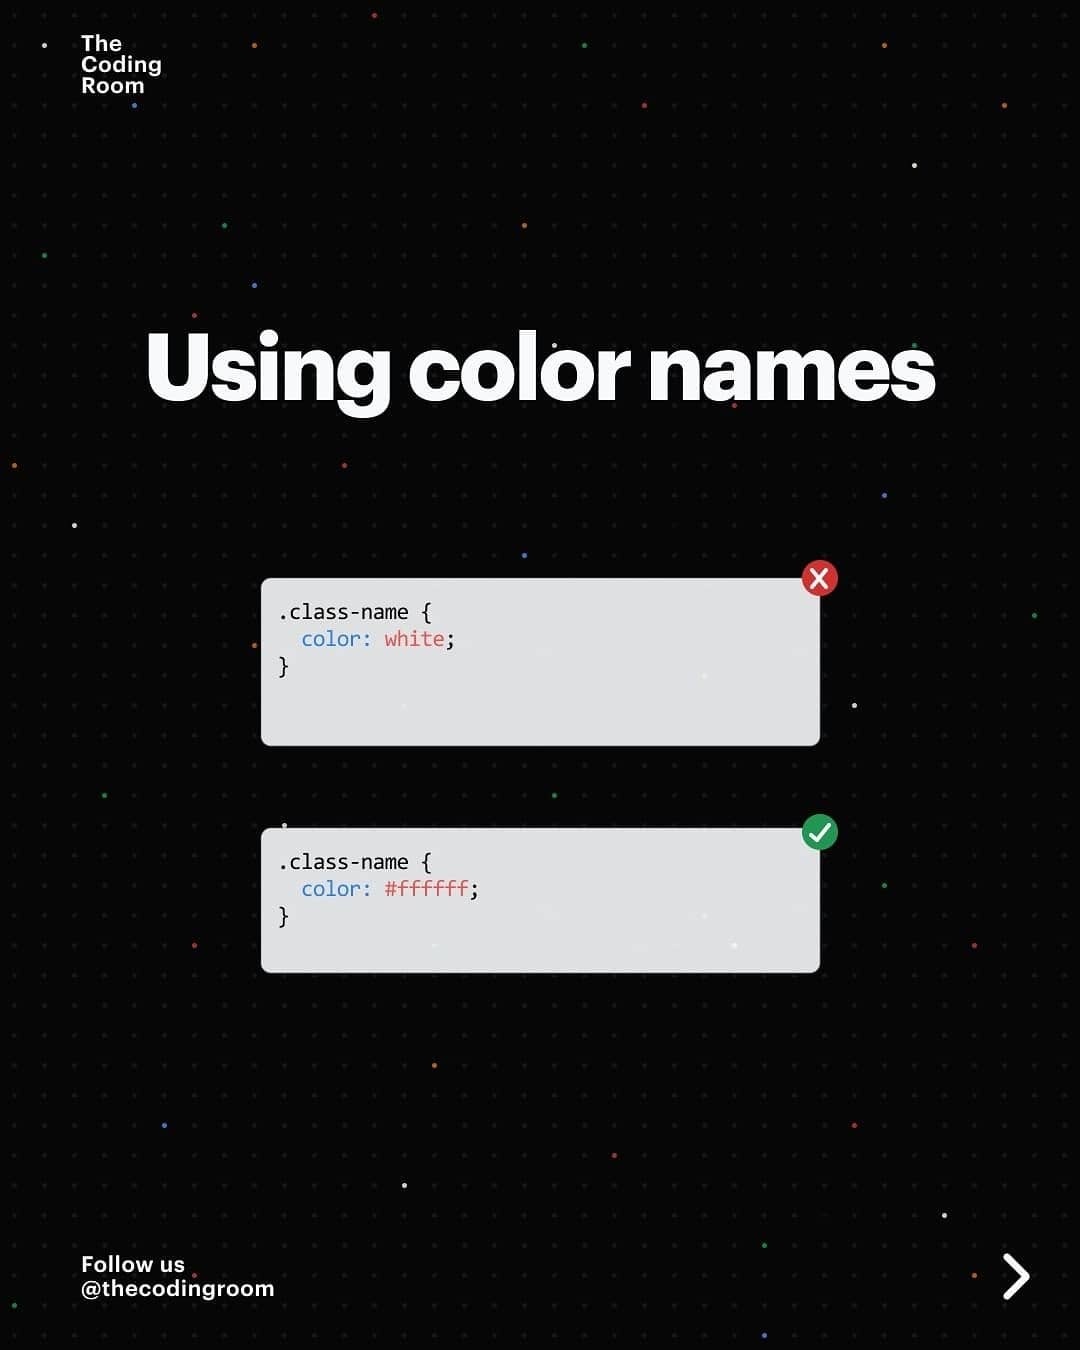 The
Coding
Room
Using color names
.class-name {
  color: white;
}
.class-name {
  color: #ffffff;
}
Follow us
@thecodingroom